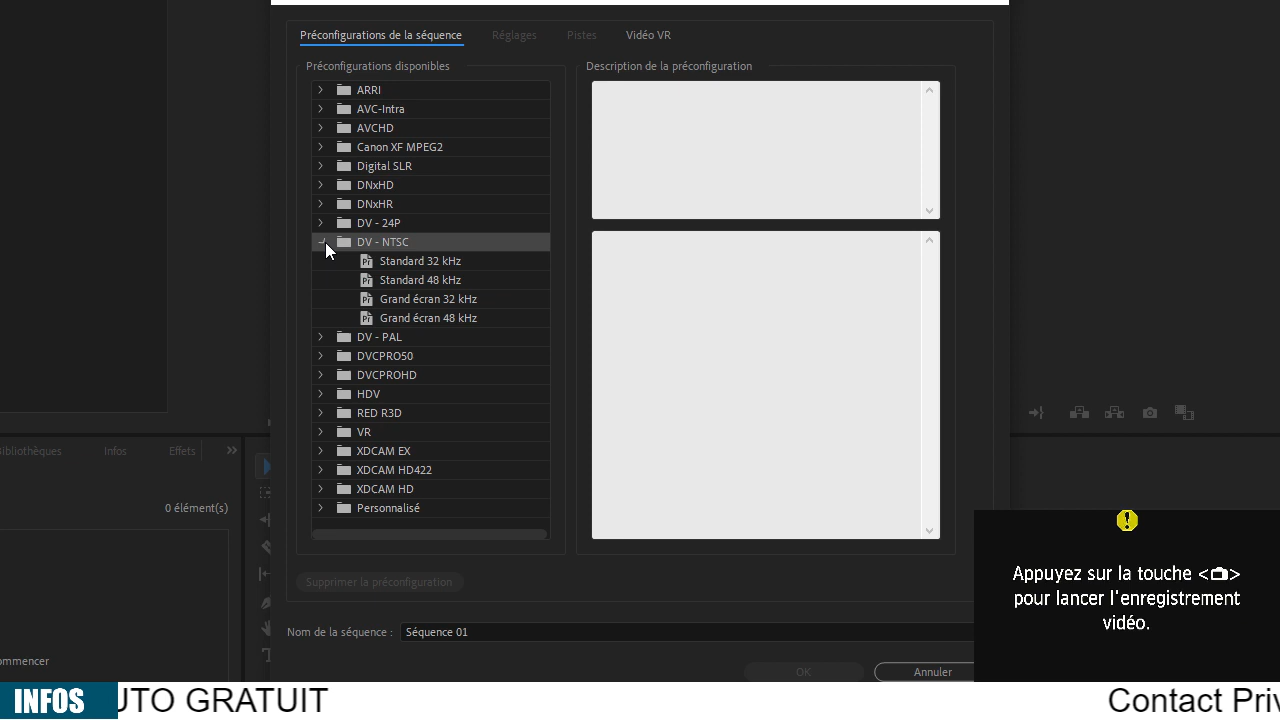 Préconfigurations de la séquence
Réglages
Pistes
Vidéo VR
Préconfigurations disponibles
Description de la préconfiguration
ARRI
AVC-Intra
AVCHD
Canon XF MPEG2
Digital SLR
DNxHD
DNxHR
DV - 24P
DV - NTSC
Standard 32 kHz
Standard 48 kHz
Grand écran 32 kHz
Grand écran 48 kHz
DV - PAL
DVCPRO50
DVCPROHD
HDV
RED R3D
VR
XDCAM EX
XDCAM HD422
XDCAM HD
Personnalisé
Supprimer la préconfiguration
Nom de la séquence :
Séquence 01
OK
Annuler
Bibliothèques
Infos
Effets
0 élément(s)
ommencer
Appuyez sur la touche < >
pour lancer l'enregistrement
vidéo.
INFOS
UTO GRATUIT
Contact Priv